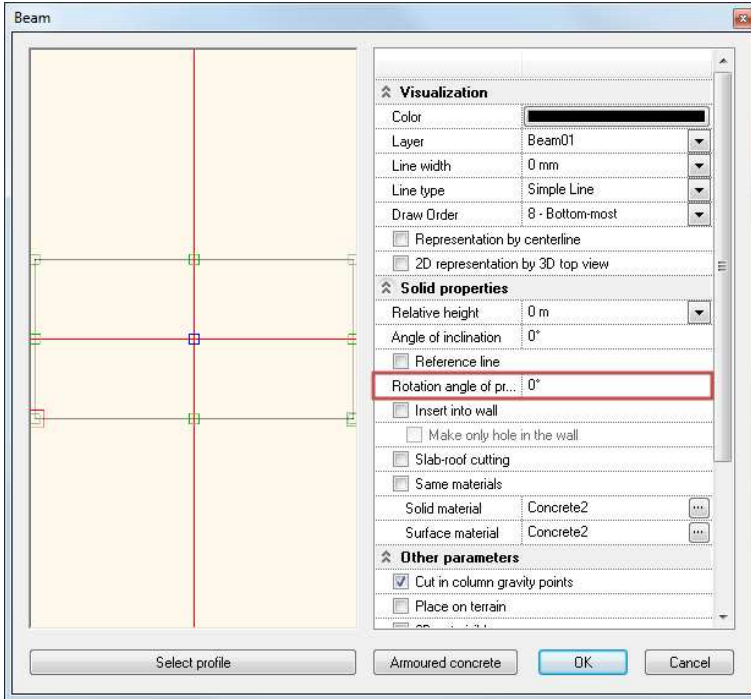 Beam
Visualization
Color
Layer Beam01
Line width 0 mm
Line type Simple Line
Draw Order 8 - Bottom-most
Representation by centerline
2D representation by 3D top view
Solid properties
Relative height 0 m
Angle of inclination 0°
Reference line
Rotation angle of pr... 0°
Insert into wall
Make only hole in the wall
Slab-roof cutting
Same materials
Solid material Concrete2 ...
Surface material Concrete2 ...
Other parameters
Cut in column gravity points
Place on terrain
Select profile Armoured concrete OK Cancel